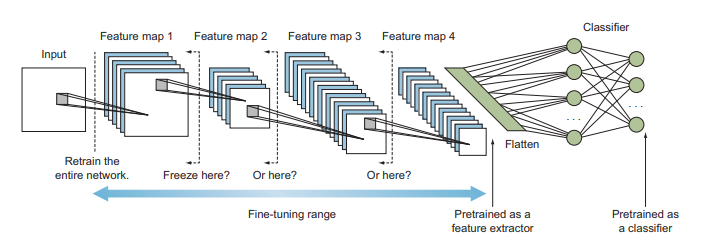 Classifier
Feature map 1
Feature map 2
Feature map 3
Feature map 4
Input
. . .
. . .
. . .
Flatten
Retrain the
entire network.
Freeze here?
Or here?
Or here?
Fine-tuning range
Pretrained as a
feature extractor
Pretrained as
a classifier